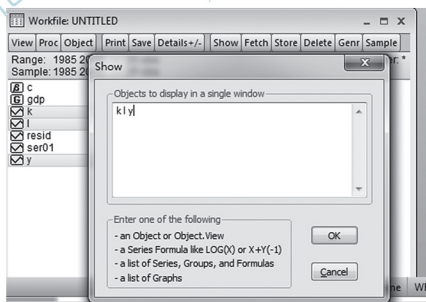 Workfile: UNTITLED
View Proc Object Print Save Details+/- Show Fetch Store Delete Genr Sample
Range: 1985 20
Sample: 1985 20
c
gdp
k
l
resid
ser01
y
Show
Objects to display in a single window
k l y
Enter one of the following
- an Object or Object.View
- a Series Formula like LOG(X) or X+Y(-1)
- a list of Series, Groups, and Formulas
- a list of Graphs
OK
Cancel